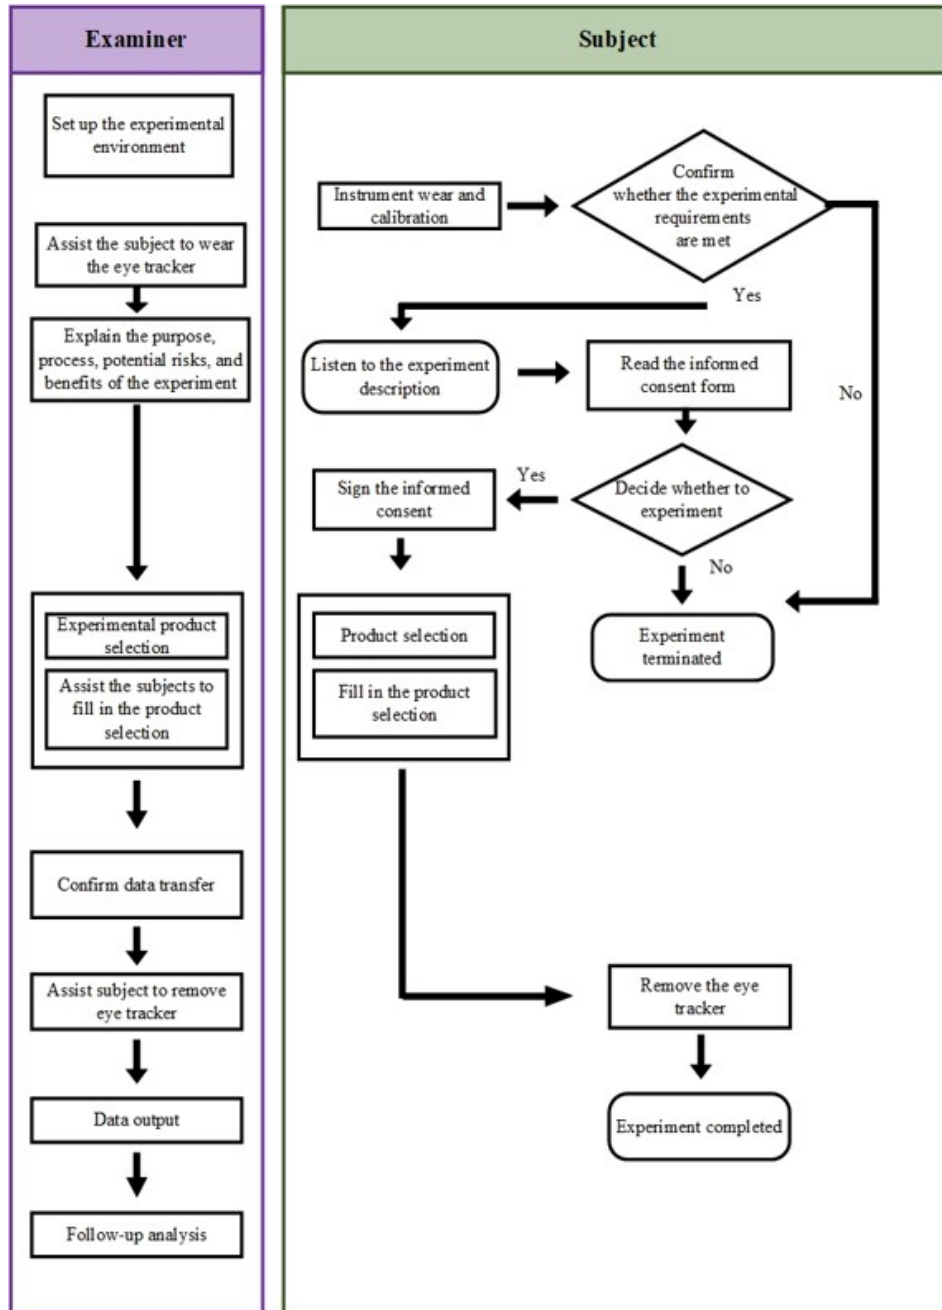 Examiner
Set up the experimental
environment
Assist the subject to wear
the eye tracker
Explain the purpose,
process, potential risks, and
benefits of the experiment
Experimental product
selection
Assist the subjects to
fill in the product
selection
Confirm data transfer
Assist subject to remove
eye tracker
Data output
Follow-up analysis
Subject
Instrument wear and
calibration
Confirm
whether the experimental
requirements
are met
Yes
No
Listen to the experiment
description
Read the informed
consent form
Decide whether to
experiment
Yes
No
Sign the informed
consent
Experiment
terminated
Product selection
Fill in the product
selection
Remove the eye
tracker
Experiment completed